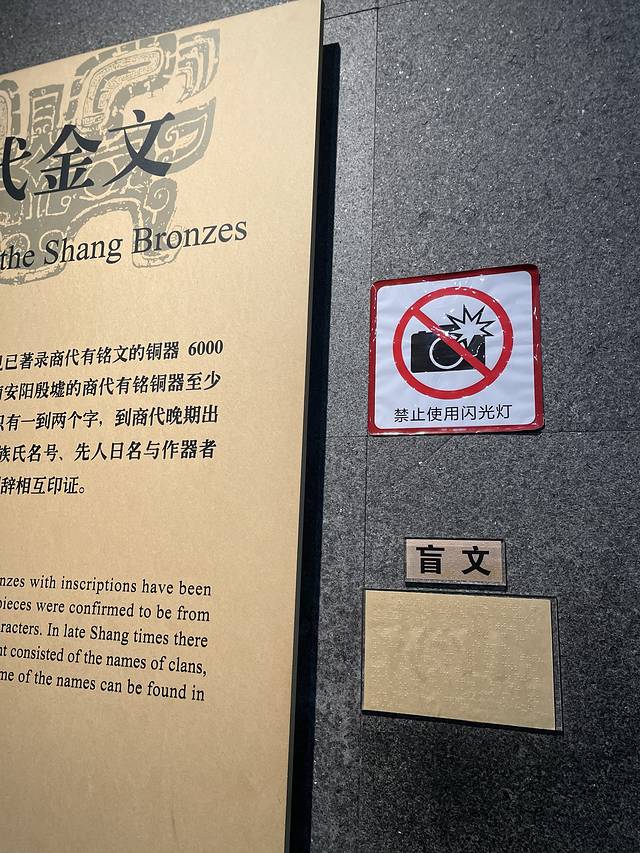 代金文
the Shang Bronzes
已著录商代有铭文的铜器 6000
安阳殷墟的商代有铭铜器至少
只有一到两个字，到商代晚期出
族氏名号、先人日名与作器者
辞相互印证。
nzes with inscriptions have been
pieces were confirmed to be from
racters. In late Shang times there
nt consisted of the names of clans,
me of the names can be found in
禁止使用闪光灯
盲文